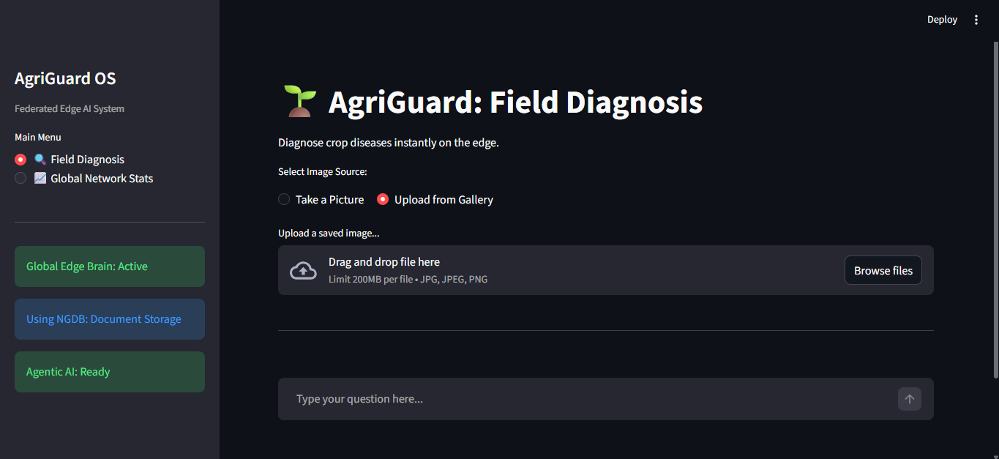 Deploy
AgriGuard OS
Federated Edge AI System
Main Menu
🔍 Field Diagnosis
📈 Global Network Stats
Global Edge Brain: Active
Using NGDB: Document Storage
Agentic AI: Ready
🌱 AgriGuard: Field Diagnosis
Diagnose crop diseases instantly on the edge.
Select Image Source:
Take a Picture Upload from Gallery
Upload a saved image...
Drag and drop file here
Limit 200MB per file • JPG, JPEG, PNG
Browse files
Type your question here...